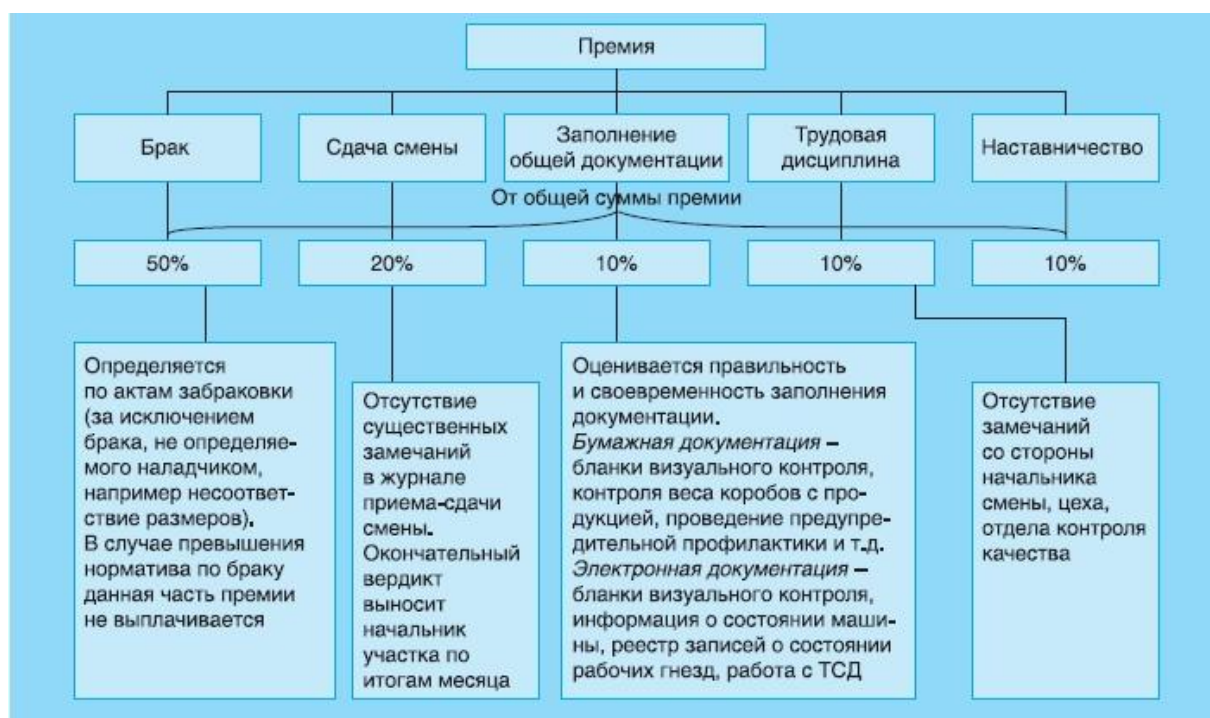 Премия
Брак
Сдача смены
Заполнение
общей документации
Трудовая
дисциплина
Наставничество
От общей суммы премии
50%
20%
10%
10%
10%
Определяется
по актам забраковки
(за исключением
брака, не определяе-
мого наладчиком,
например несоответ-
ствие размеров).
В случае превышения
норматива по браку
данная часть премии
не выплачивается
Отсутствие
существенных
замечаний
в журнале
приема-сдачи
смены.
Окончательный
вердикт
выносит
начальник
участка по
итогам месяца
Оценивается правильность
и своевременность заполнения
документации.
Бумажная документация –
бланки визуального контроля,
контроля веса коробов с про-
дукцией, проведение предупре-
дительной профилактики и т.д.
Электронная документация –
бланки визуального контроля,
информация о состоянии маши-
ны, реестр записей о состоянии
рабочих гнезд, работа с ТСД
Отсутствие
замечаний
со стороны
начальника
смены, цеха,
отдела контроля
качества